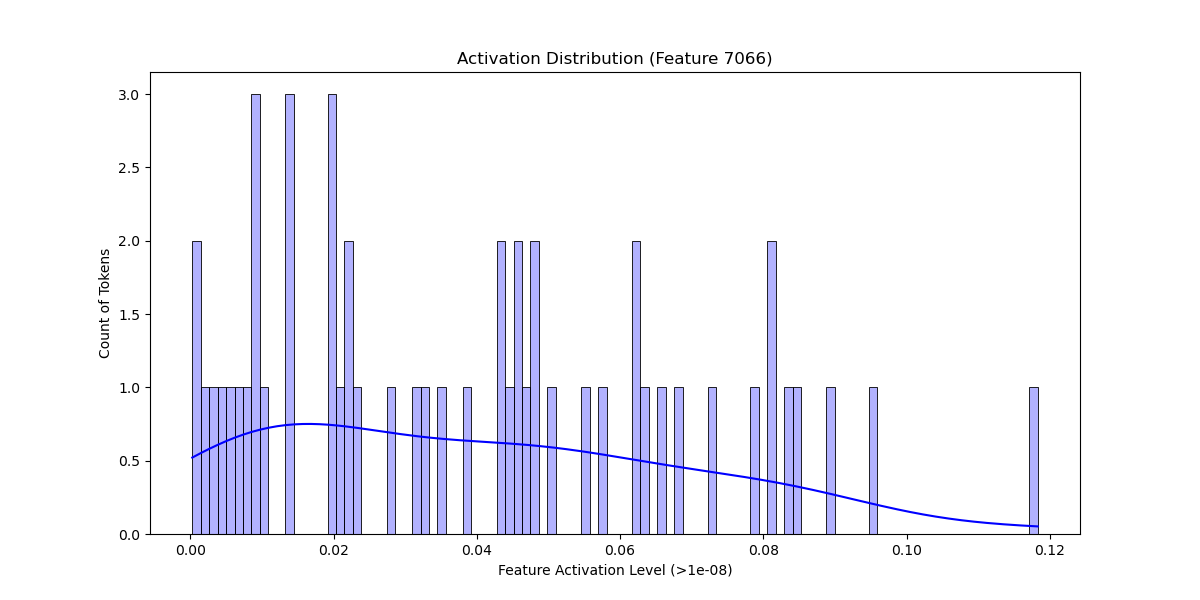 Activation Distribution (Feature 7066)
3.0
2.5
2.0
1.5
1.0
0.5
0.0
Count of Tokens
0.00 0.02 0.04 0.06 0.08 0.10 0.12
Feature Activation Level (>1e-08)